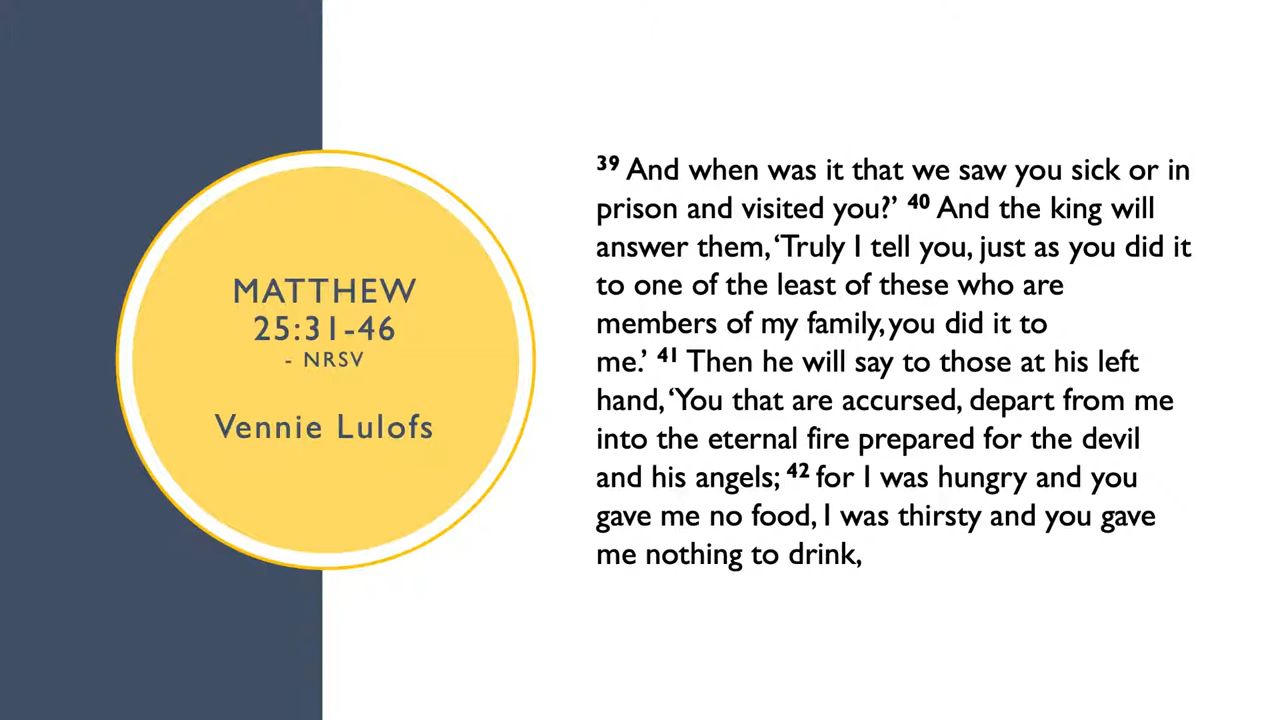 MATTHEW
25:31-46
- NRSV
Vennie Lulofs
39 And when was it that we saw you sick or in
prison and visited you?’ 40 And the king will
answer them, ‘Truly I tell you, just as you did it
to one of the least of these who are
members of my family, you did it to
me.’ 41 Then he will say to those at his left
hand, ‘You that are accursed, depart from me
into the eternal fire prepared for the devil
and his angels; 42 for I was hungry and you
gave me no food, I was thirsty and you gave
me nothing to drink,